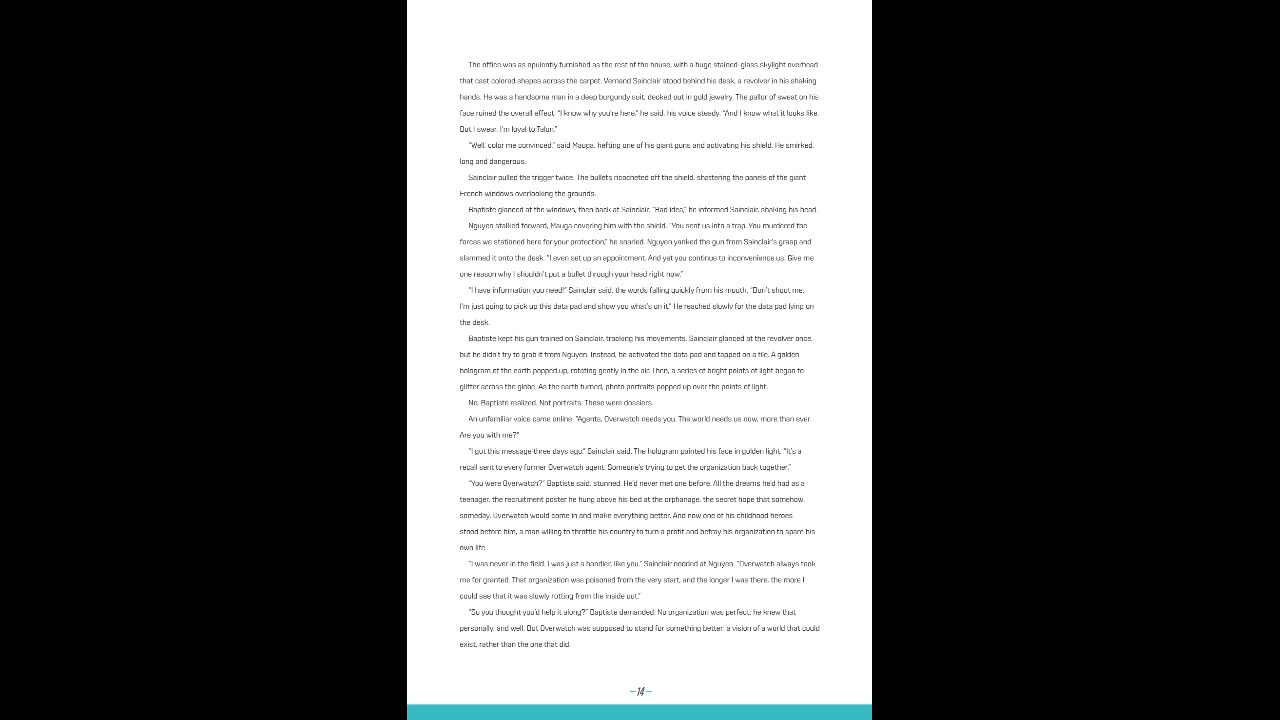 The office was as opulently furnished as the rest of the house, with a huge stained-glass skylight overhead
that cast colored shapes across the carpet. Vernand Sainclair stood behind his desk, a revolver in his shaking
hands. He was a handsome man in a deep burgundy suit, decked out in gold jewelry. The pallor of sweat on his
face ruined the overall effect. "I know why you're here," he said, his voice steady. "And I know what it looks like.
But I swear, I'm loyal to Talon."
"Well, color me convinced," said Mauga, hefting one of his giant guns and activating his shield. He smirked,
long and dangerous.
Sainclair pulled the trigger twice. The bullets ricocheted off the shield, shattering the panels of the giant
French windows overlooking the grounds.
Baptiste glanced at the windows, then back at Sainclair. "Bad idea," he informed Sainclair, shaking his head.
Nguyen stalked forward, Mauga covering him with the shield. "You sent us into a trap. You murdered the
forces we stationed here for your protection," he snarled. Nguyen yanked the gun from Sainclair's grasp and
slammed it onto the desk. "I even set up an appointment. And yet you continue to inconvenience us. Give me
one reason why I shouldn't put a bullet through your head right now."
"I have information you need!" Sainclair said, the words falling quickly from his mouth. "Don't shoot me.
I'm just going to pick up this data pad and show you what's on it." He reached slowly for the data pad lying on
the desk.
Baptiste kept his gun trained on Sainclair, tracking his movements. Sainclair glanced at the revolver once,
but he didn't try to grab it from Nguyen. Instead, he activated the data pad and tapped on a file. A golden
hologram of the earth popped up, rotating gently in the air. Then, a series of bright points of light began to
glitter across the globe. As the earth turned, photo portraits popped up over the points of light.
No, Baptiste realized. Not portraits. Those were dossiers.
An unfamiliar voice came online. "Agents, Overwatch needs you. The world needs us now, more than ever.
Are you with me?"
"I got this message three days ago," Sainclair said. The hologram painted his face in golden light. "It's a
recall sent to every former Overwatch agent. Someone's trying to get the organization back together."
"You were Overwatch?" Baptiste said, stunned. He'd never met one before. All the dreams he'd had as a
teenager, the recruitment poster he hung above his bed at the orphanage, the secret hope that somehow,
someday, Overwatch would come in and make everything better. And now one of his childhood heroes
stood before him, a man willing to throttle his country to turn a profit and betray his organization to spare his
own life.
"I was never in the field. I was just a handler, like you." Sainclair nodded at Nguyen. "Overwatch always took
me for granted. That organization was poisoned from the very start, and the longer I was there, the more I
could see that it was slowly rotting from the inside out."
"So you thought you'd help it along?" Baptiste demanded. No organization was perfect; he knew that
personally, and well. But Overwatch was supposed to stand for something better: a vision of a world that could
exist, rather than the one that did.
—14—